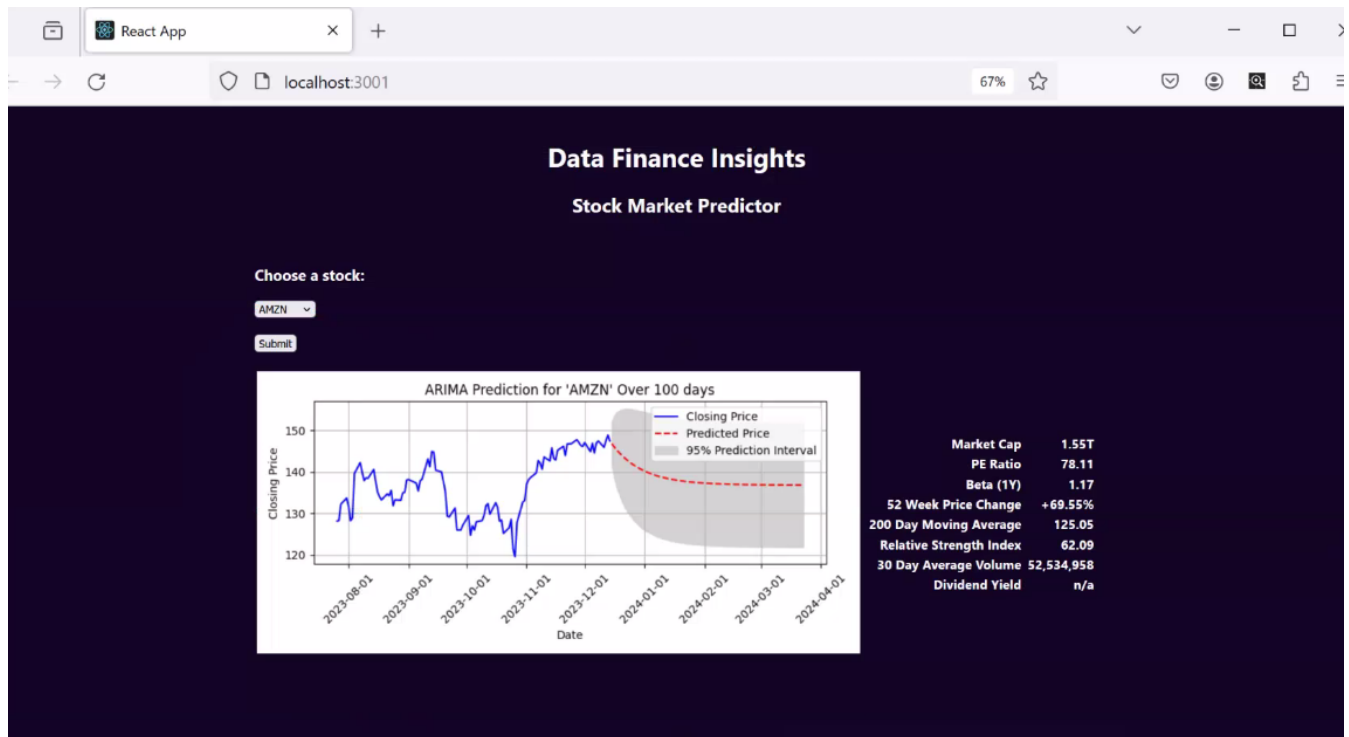 React App
localhost:3001
67%
Data Finance Insights
Stock Market Predictor
Choose a stock:
AMZN
Submit
ARIMA Prediction for 'AMZN' Over 100 days
Closing Price
Predicted Price
95% Prediction Interval
150
140
130
120
Closing Price
2023-08-01
2023-09-01
2023-10-01
2023-11-01
2023-12-01
2024-01-01
2024-02-01
2024-03-01
2024-04-01
Date
Market Cap 1.55T
PE Ratio 78.11
Beta (1Y) 1.17
52 Week Price Change +69.55%
200 Day Moving Average 125.05
Relative Strength Index 62.09
30 Day Average Volume 52,534,958
Dividend Yield n/a